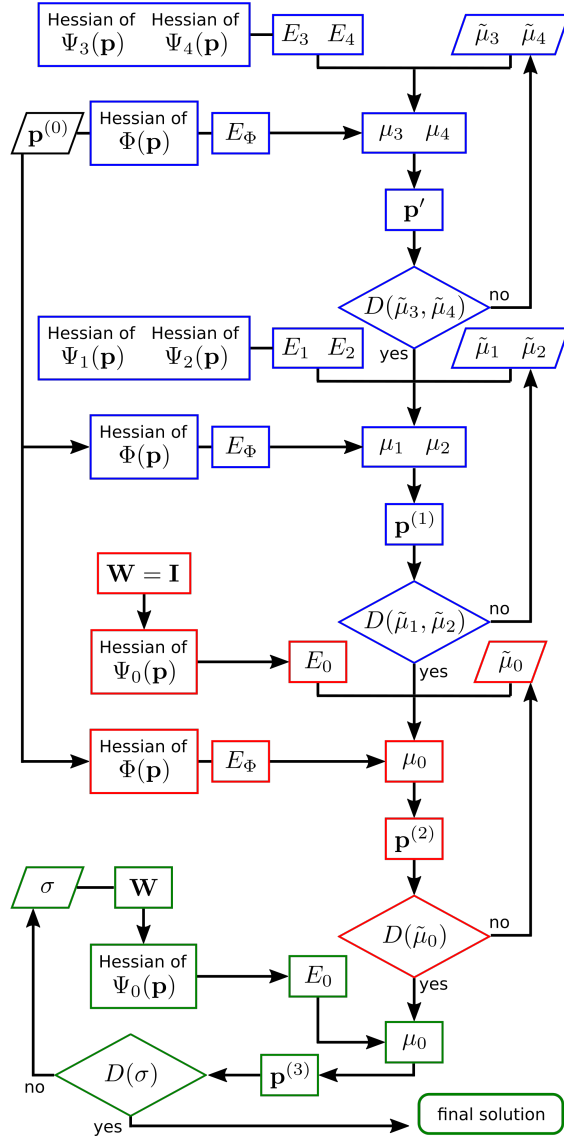 Hessian of Hessian of
Ψ₃(𝐩) Ψ₄(𝐩)
E₃ E₄
μ̃₃ μ̃₄
𝐩⁽⁰⁾
Hessian of
Φ(𝐩)
E_Φ
μ₃ μ₄
𝐩′
D(μ̃₃, μ̃₄)
no
yes
Hessian of Hessian of
Ψ₁(𝐩) Ψ₂(𝐩)
E₁ E₂
μ̃₁ μ̃₂
Hessian of
Φ(𝐩)
E_Φ
μ₁ μ₂
𝐩⁽¹⁾
D(μ̃₁, μ̃₂)
no
yes
𝐖 = 𝐈
Hessian of
Ψ₀(𝐩)
E₀
μ̃₀
Hessian of
Φ(𝐩)
E_Φ
μ₀
𝐩⁽²⁾
D(μ̃₀)
no
yes
σ
𝐖
Hessian of
Ψ₀(𝐩)
E₀
μ₀
𝐩⁽³⁾
D(σ)
no
yes
final solution